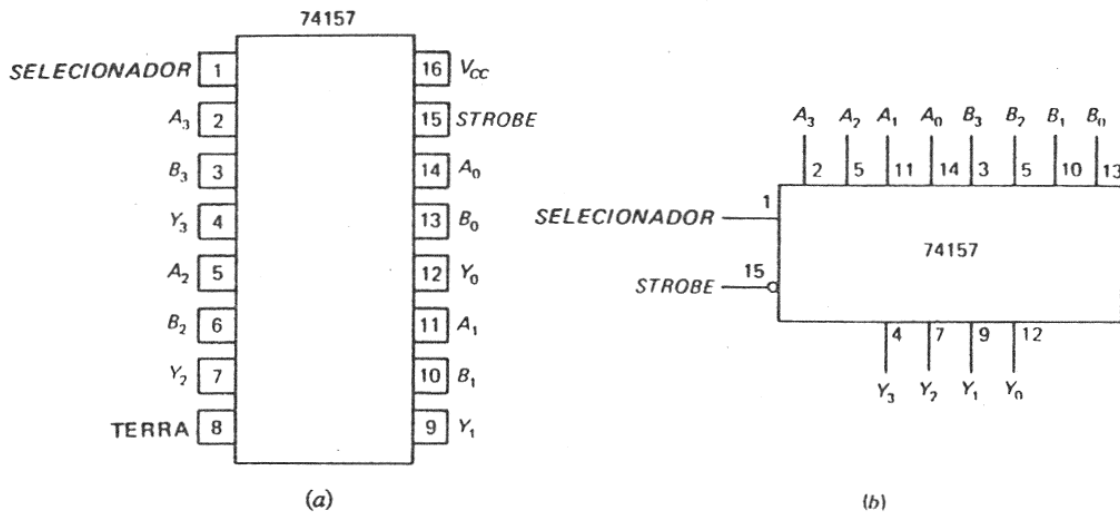 74157
SELECIONADOR 1 16 V_CC
A₃ 2 15 STROBE
B₃ 3 14 A₀
Y₃ 4 13 B₀
A₂ 5 12 Y₀
B₂ 6 11 A₁
Y₂ 7 10 B₁
TERRA 8 9 Y₁
(a)
A₃ A₂ A₁ A₀ B₃ B₂ B₁ B₀
2 5 11 14 3 5 10 13
1
SELECIONADOR
74157
15
STROBE
4 7 9 12
Y₃ Y₂ Y₁ Y₀
(b)